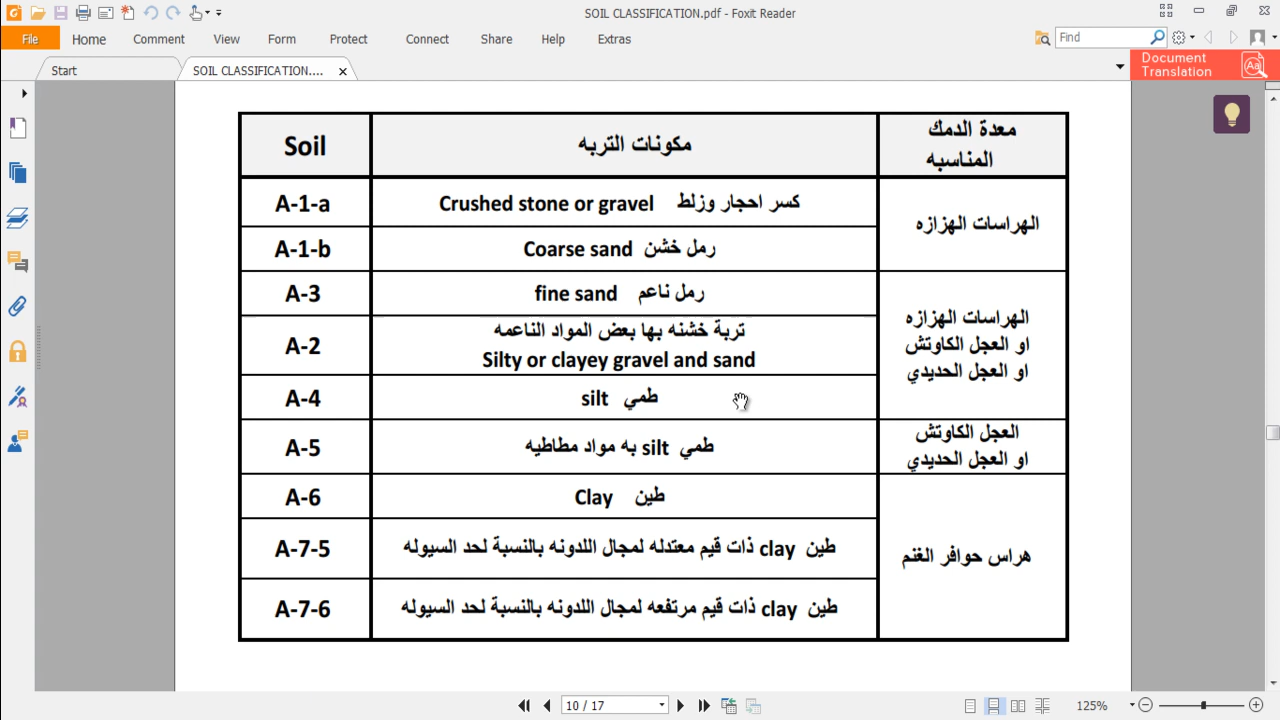 SOIL CLASSIFICATION.pdf - Foxit Reader
File Home Comment View Form Protect Connect Share Help Extras
Find
Start
SOIL CLASSIFICATION....
Document
Translation
Soil
مكونات التربه
معدة الدمك
المناسبه
A-1-a
Crushed stone or gravel كسر احجار وزلط
الهراسات الهزازه
A-1-b
Coarse sand رمل خشن
A-3
fine sand رمل ناعم
الهراسات الهزازه
او العجل الكاوتش
او العجل الحديدي
A-2
تربة خشنه بها بعض المواد الناعمه
Silty or clayey gravel and sand
A-4
silt طمي
A-5
طمي silt به مواد مطاطيه
العجل الكاوتش
او العجل الحديدي
A-6
Clay طين
هراس حوافر الغنم
A-7-5
طين clay ذات قيم معتدله لمجال اللدونه بالنسبة لحد السيوله
A-7-6
طين clay ذات قيم مرتفعه لمجال اللدونه بالنسبة لحد السيوله
10 / 17
125%